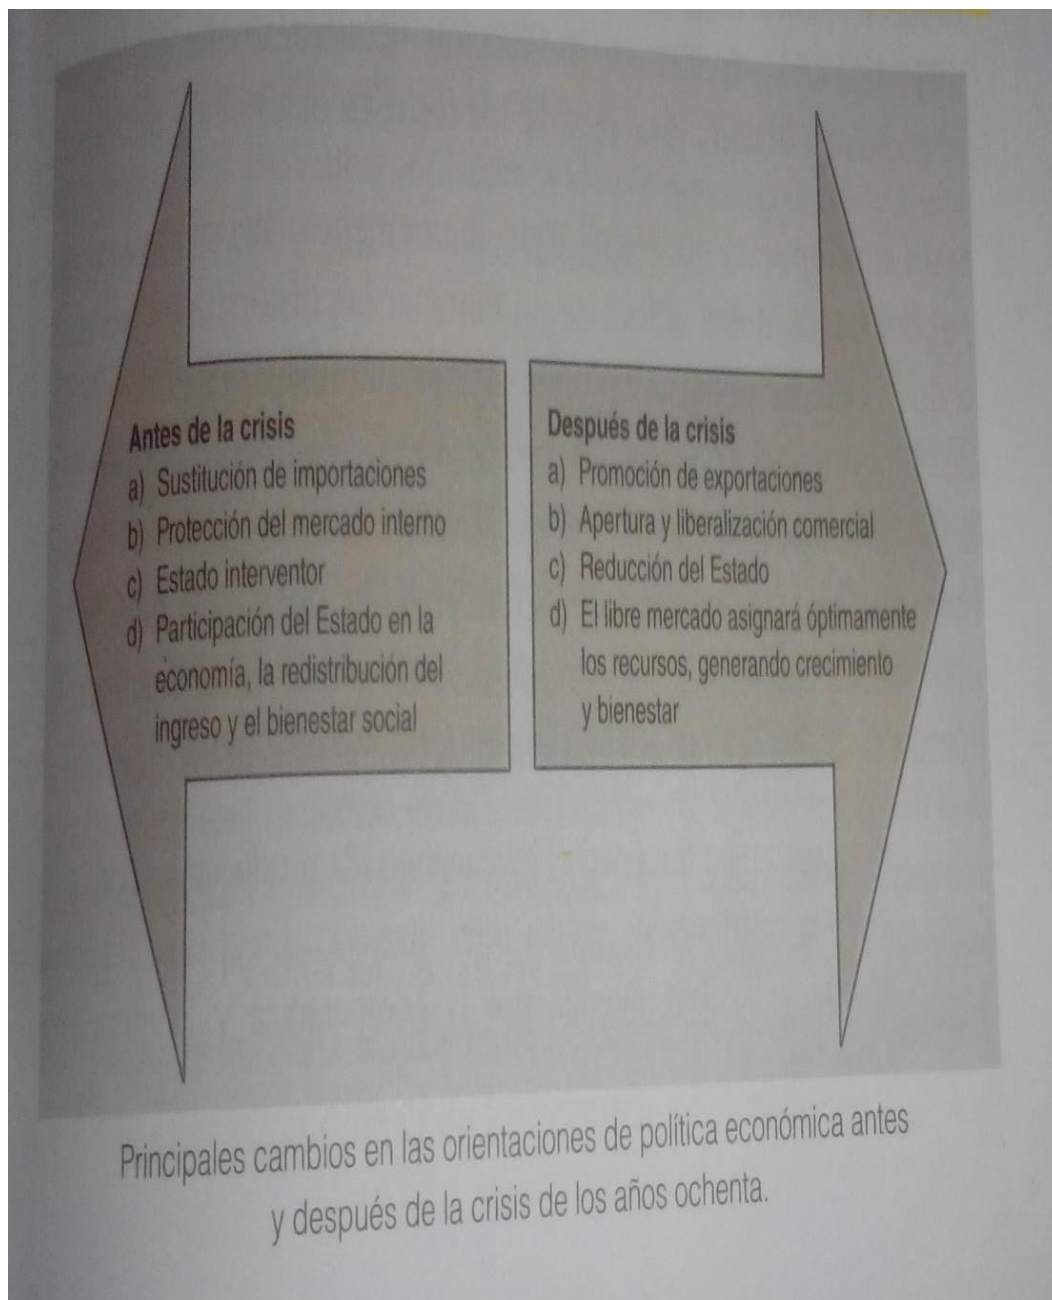 Antes de la crisis
a) Sustitución de importaciones
b) Protección del mercado interno
c) Estado interventor
d) Participación del Estado en la
economía, la redistribución del
ingreso y el bienestar social
Después de la crisis
a) Promoción de exportaciones
b) Apertura y liberalización comercial
c) Reducción del Estado
d) El libre mercado asignará óptimamente
los recursos, generando crecimiento
y bienestar
Principales cambios en las orientaciones de política económica antes
y después de la crisis de los años ochenta.